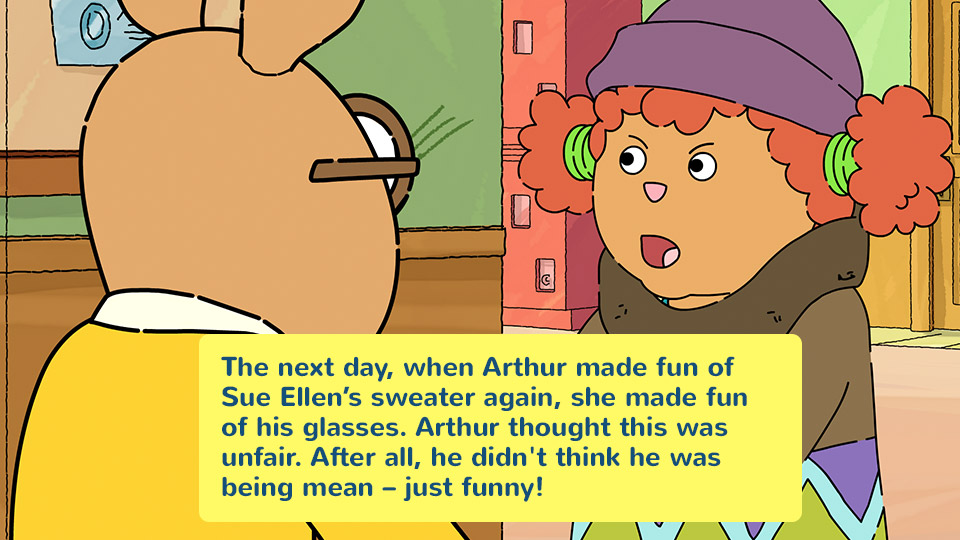 The next day, when Arthur made fun of
Sue Ellen’s sweater again, she made fun
of his glasses. Arthur thought this was
unfair. After all, he didn't think he was
being mean – just funny!